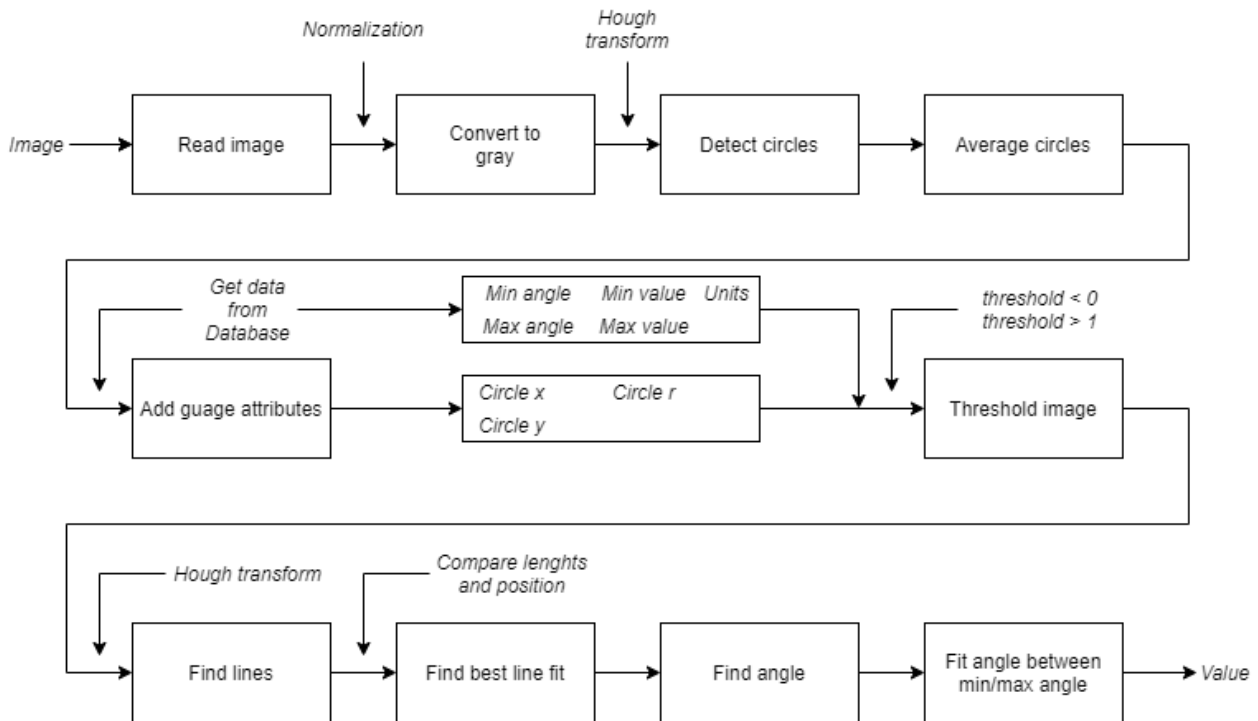 Normalization
Hough
transform
Image
Read image
Convert to
gray
Detect circles
Average circles
Get data
from
Database
Min angle Min value Units
Max angle Max value
threshold < 0
threshold > 1
Add guage attributes
Circle x Circle r
Circle y
Threshold image
Hough transform
Compare lenghts
and position
Find lines
Find best line fit
Find angle
Fit angle between
min/max angle
Value